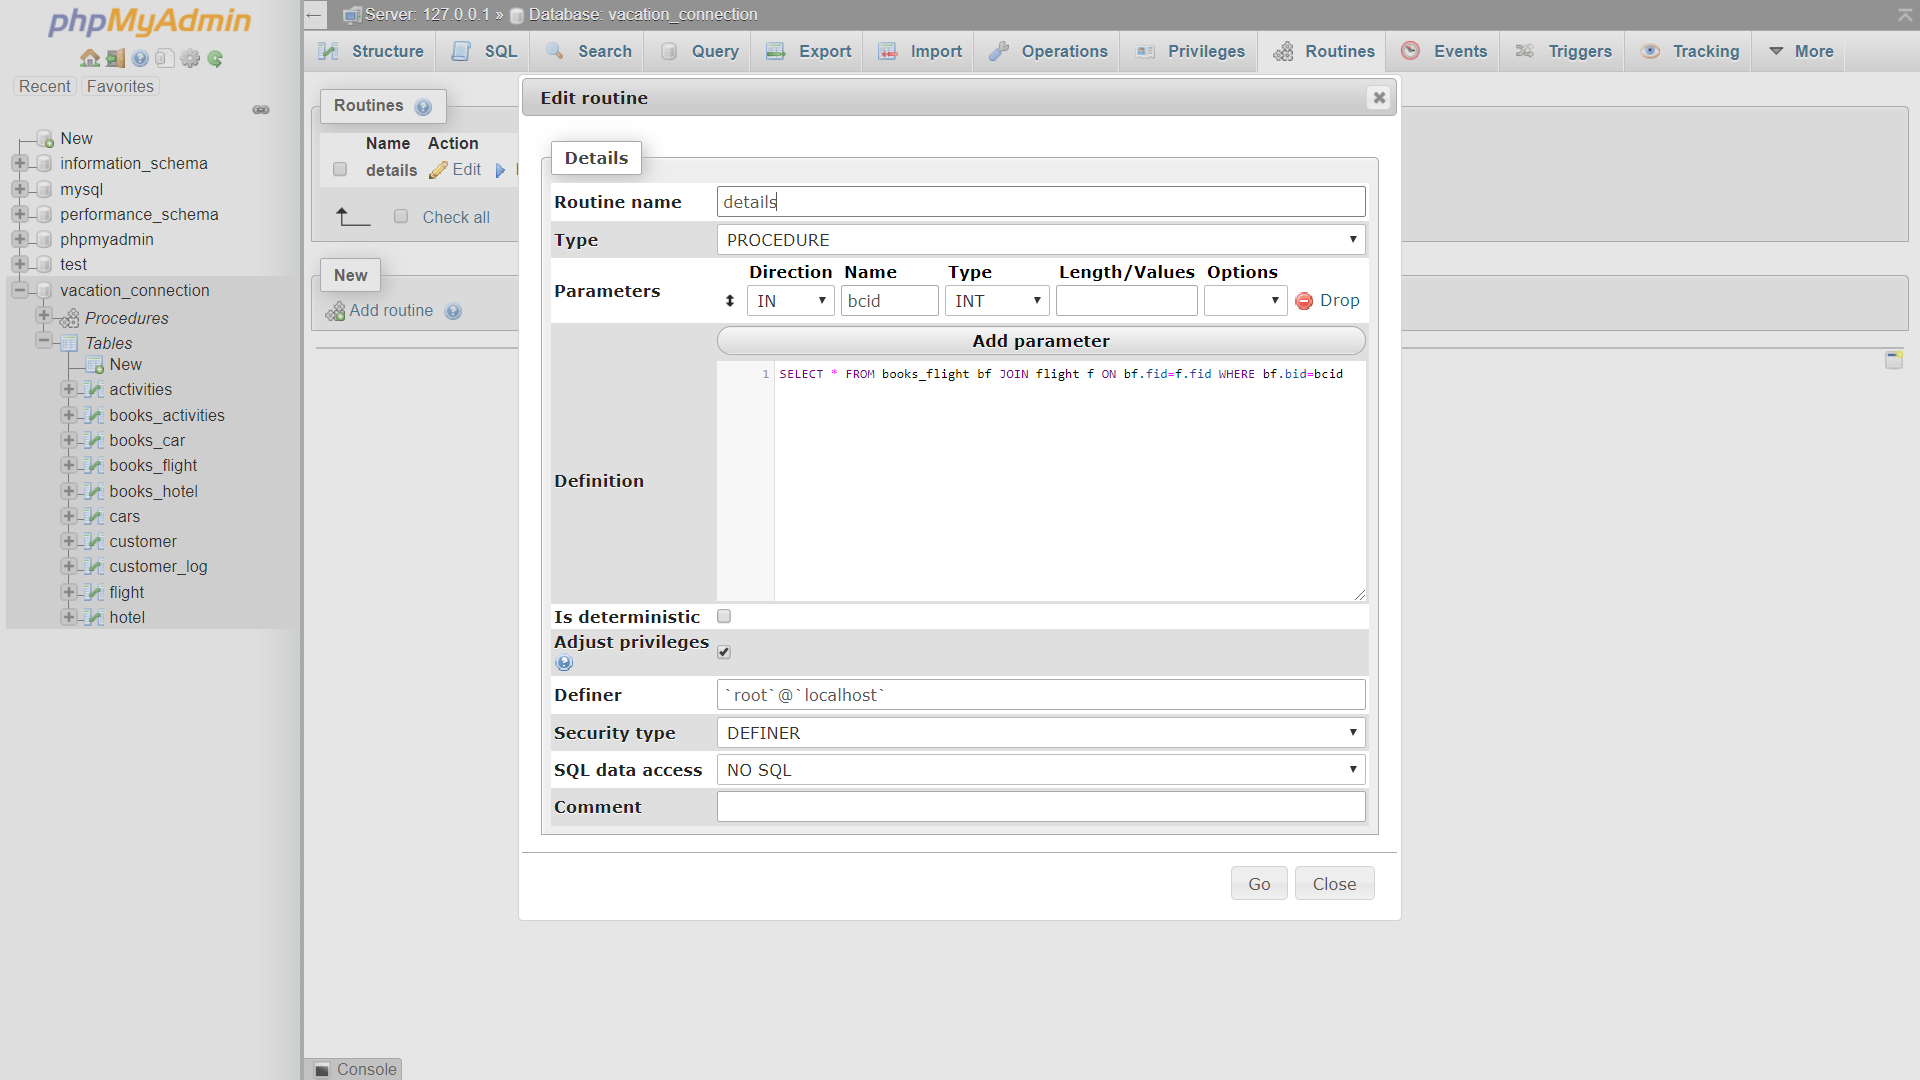 phpMyAdmin
Recent Favorites
New
information_schema
mysql
performance_schema
phpmyadmin
test
vacation_connection
Procedures
Tables
New
activities
books_activities
books_car
books_flight
books_hotel
cars
customer
customer_log
flight
hotel
Server: 127.0.0.1 » Database: vacation_connection
Structure SQL Search Query Export Import Operations Privileges Routines Events Triggers Tracking More
Routines
Name Action
details Edit
Check all
New
Add routine
Edit routine
Details
Routine name details
Type PROCEDURE
Direction Name Type Length/Values Options
Parameters IN bcid INT Drop
Add parameter
1 SELECT * FROM books_flight bf JOIN flight f ON bf.fid=f.fid WHERE bf.bid=bcid
Definition
Is deterministic
Adjust privileges
Definer `root`@`localhost`
Security type DEFINER
SQL data access NO SQL
Comment
Go Close
Console